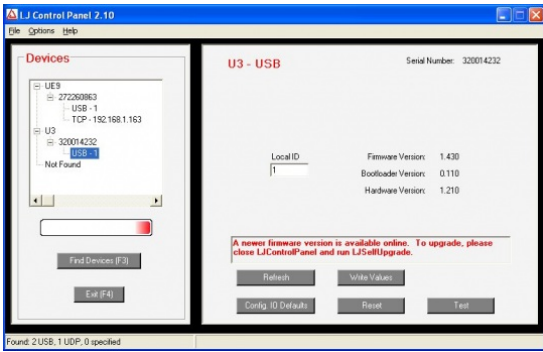 LJ Control Panel 2.10
File Options Help
Devices
UE9
272260863
USB - 1
TCP - 192.168.1.163
U3
320014232
USB - 1
Not Found
Find Devices (F3)
Exit (F4)
U3 - USB
Serial Number: 320014232
Local ID
1
Firmware Version: 1.430
Bootloader Version: 0.110
Hardware Version: 1.210
A newer firmware version is available online. To upgrade, please
close LJControlPanel and run LJSelfUpgrade.
Refresh Write Values
Config. IO Defaults Reset Test
Found: 2 USB, 1 UDP, 0 specified